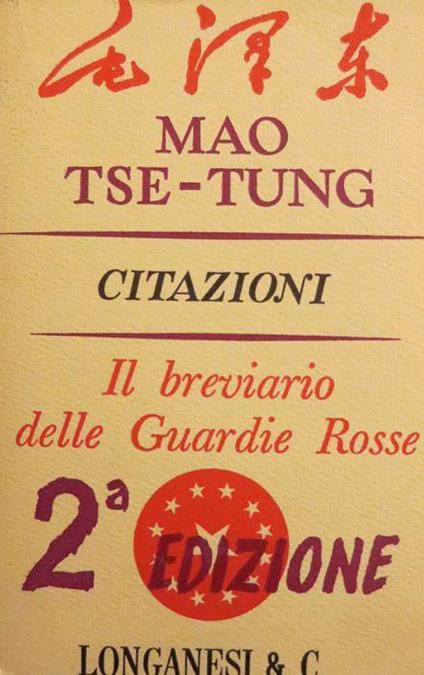 毛泽东
MAO
TSE-TUNG
CITAZIONI
Il breviario
delle Guardie Rosse
2ª EDIZIONE
LONGANESI & C